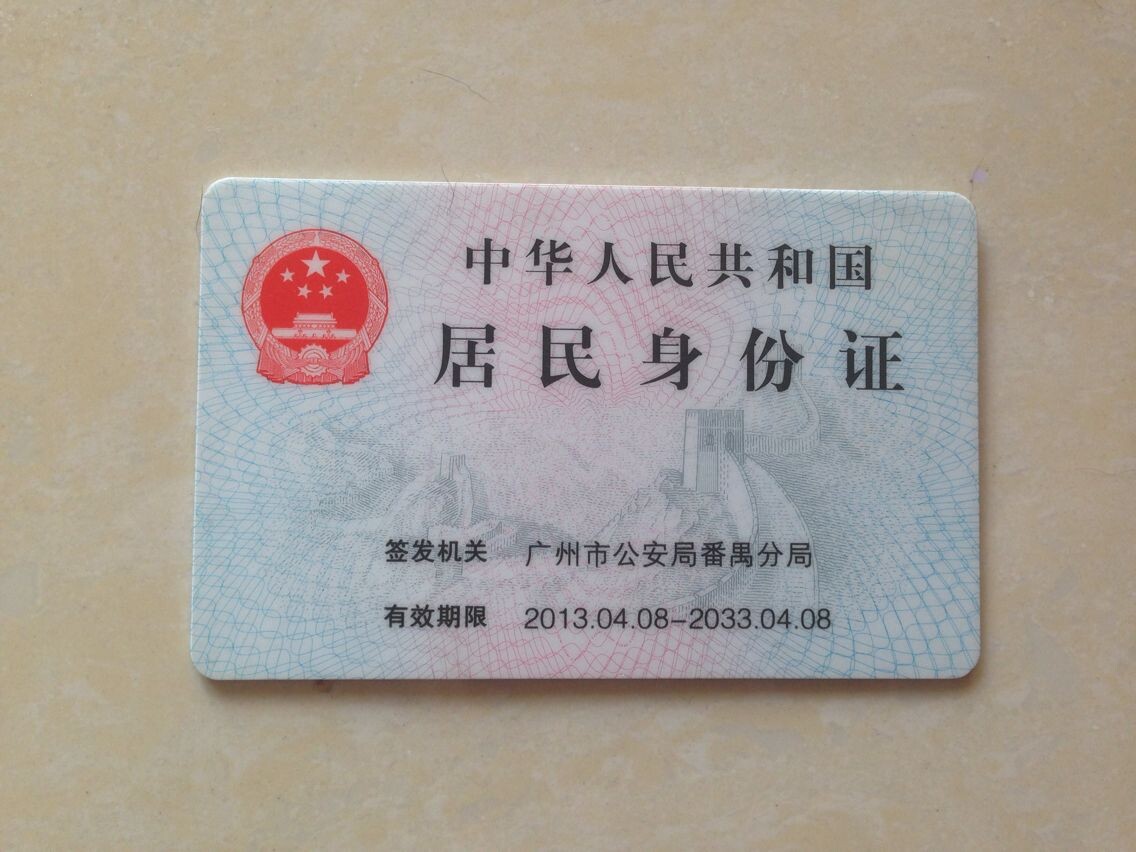 中华人民共和国
居民身份证
签发机关 广州市公安局番禺分局
有效期限 2013.04.08-2033.04.08